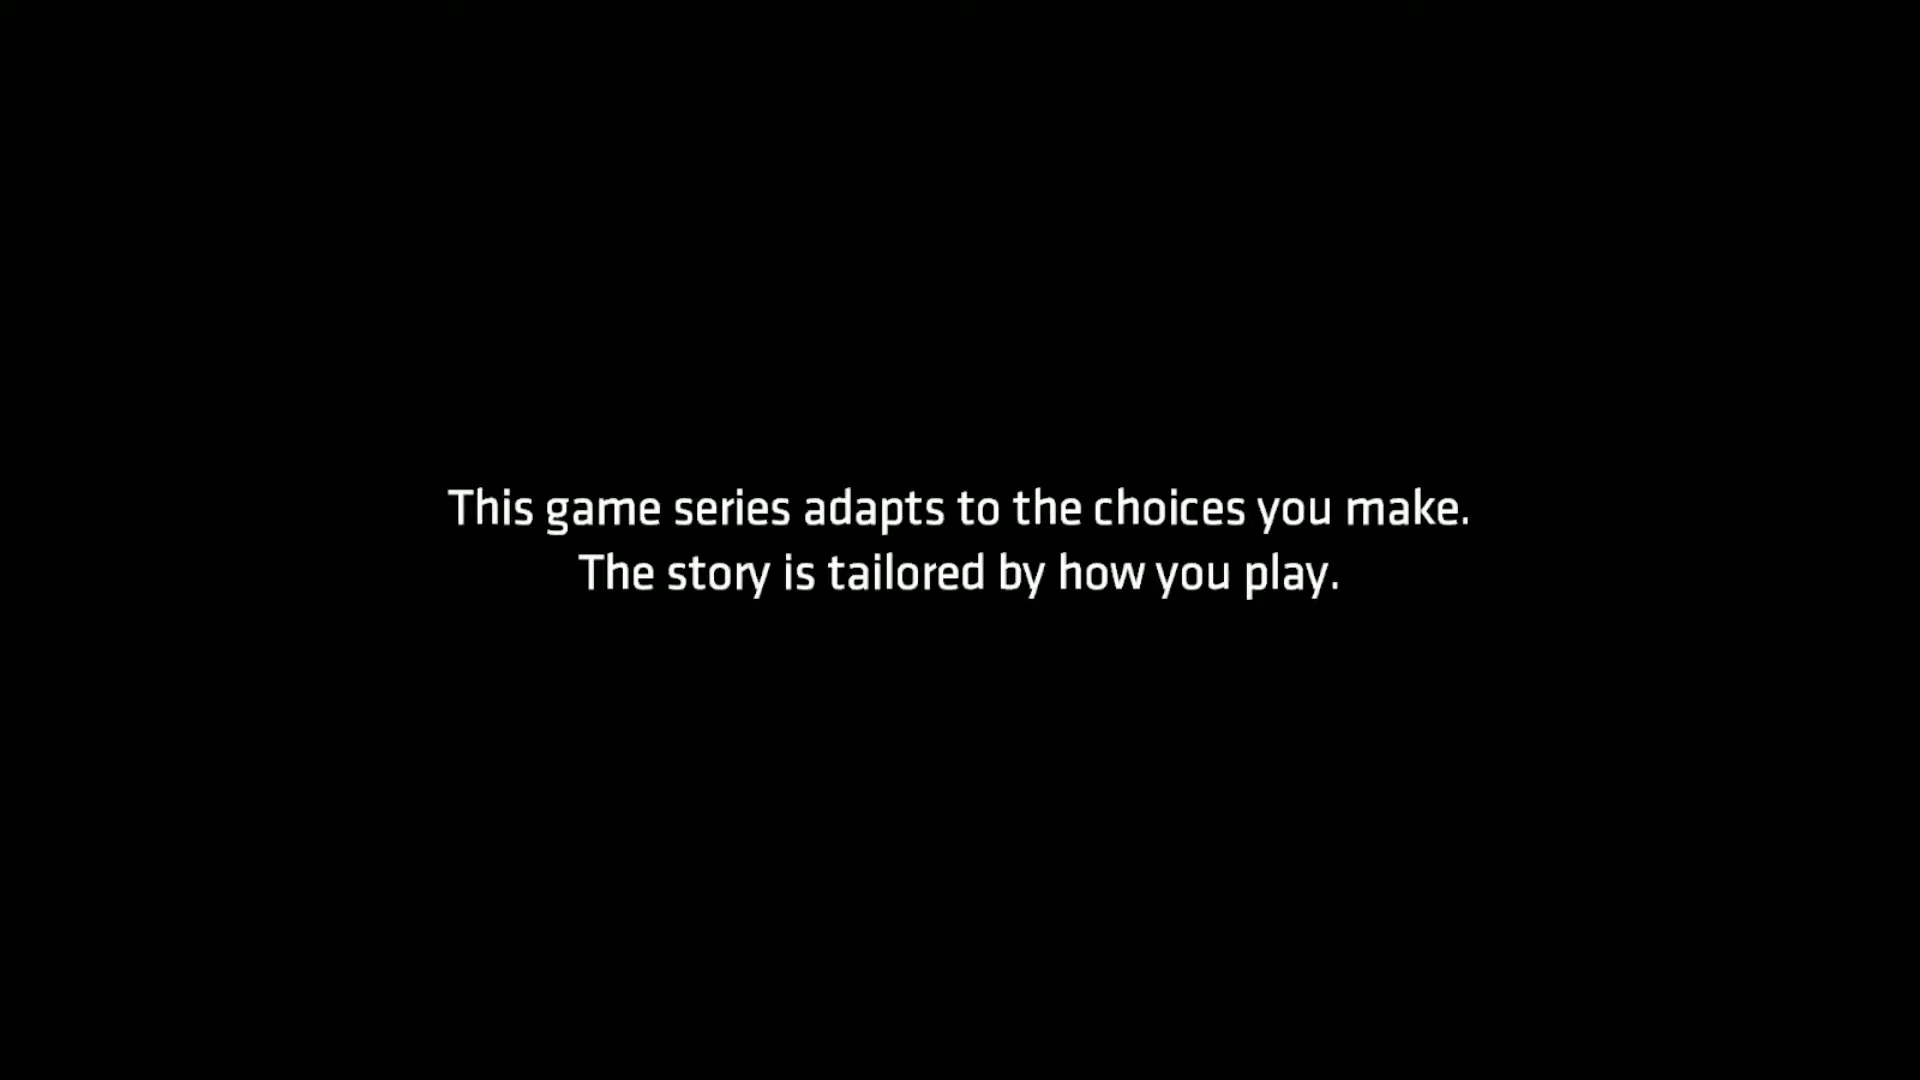 This game series adapts to the choices you make.
The story is tailored by how you play.